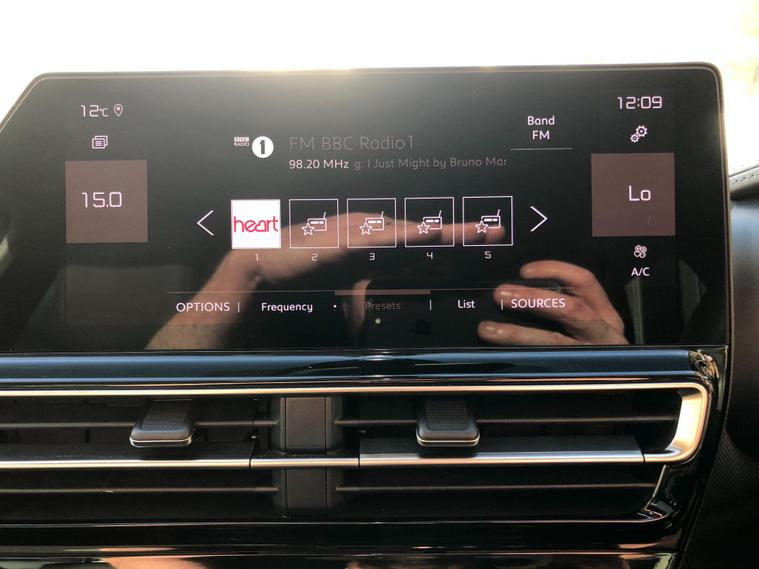 12°C
12:09
BBC
RADIO
1
FM BBC Radio1
Band
FM
98.20 MHz g: I Just Might by Bruno Mar
15.0
Lo
heart
1 2 3 4 5
A/C
OPTIONS | Frequency • Presets | List | SOURCES